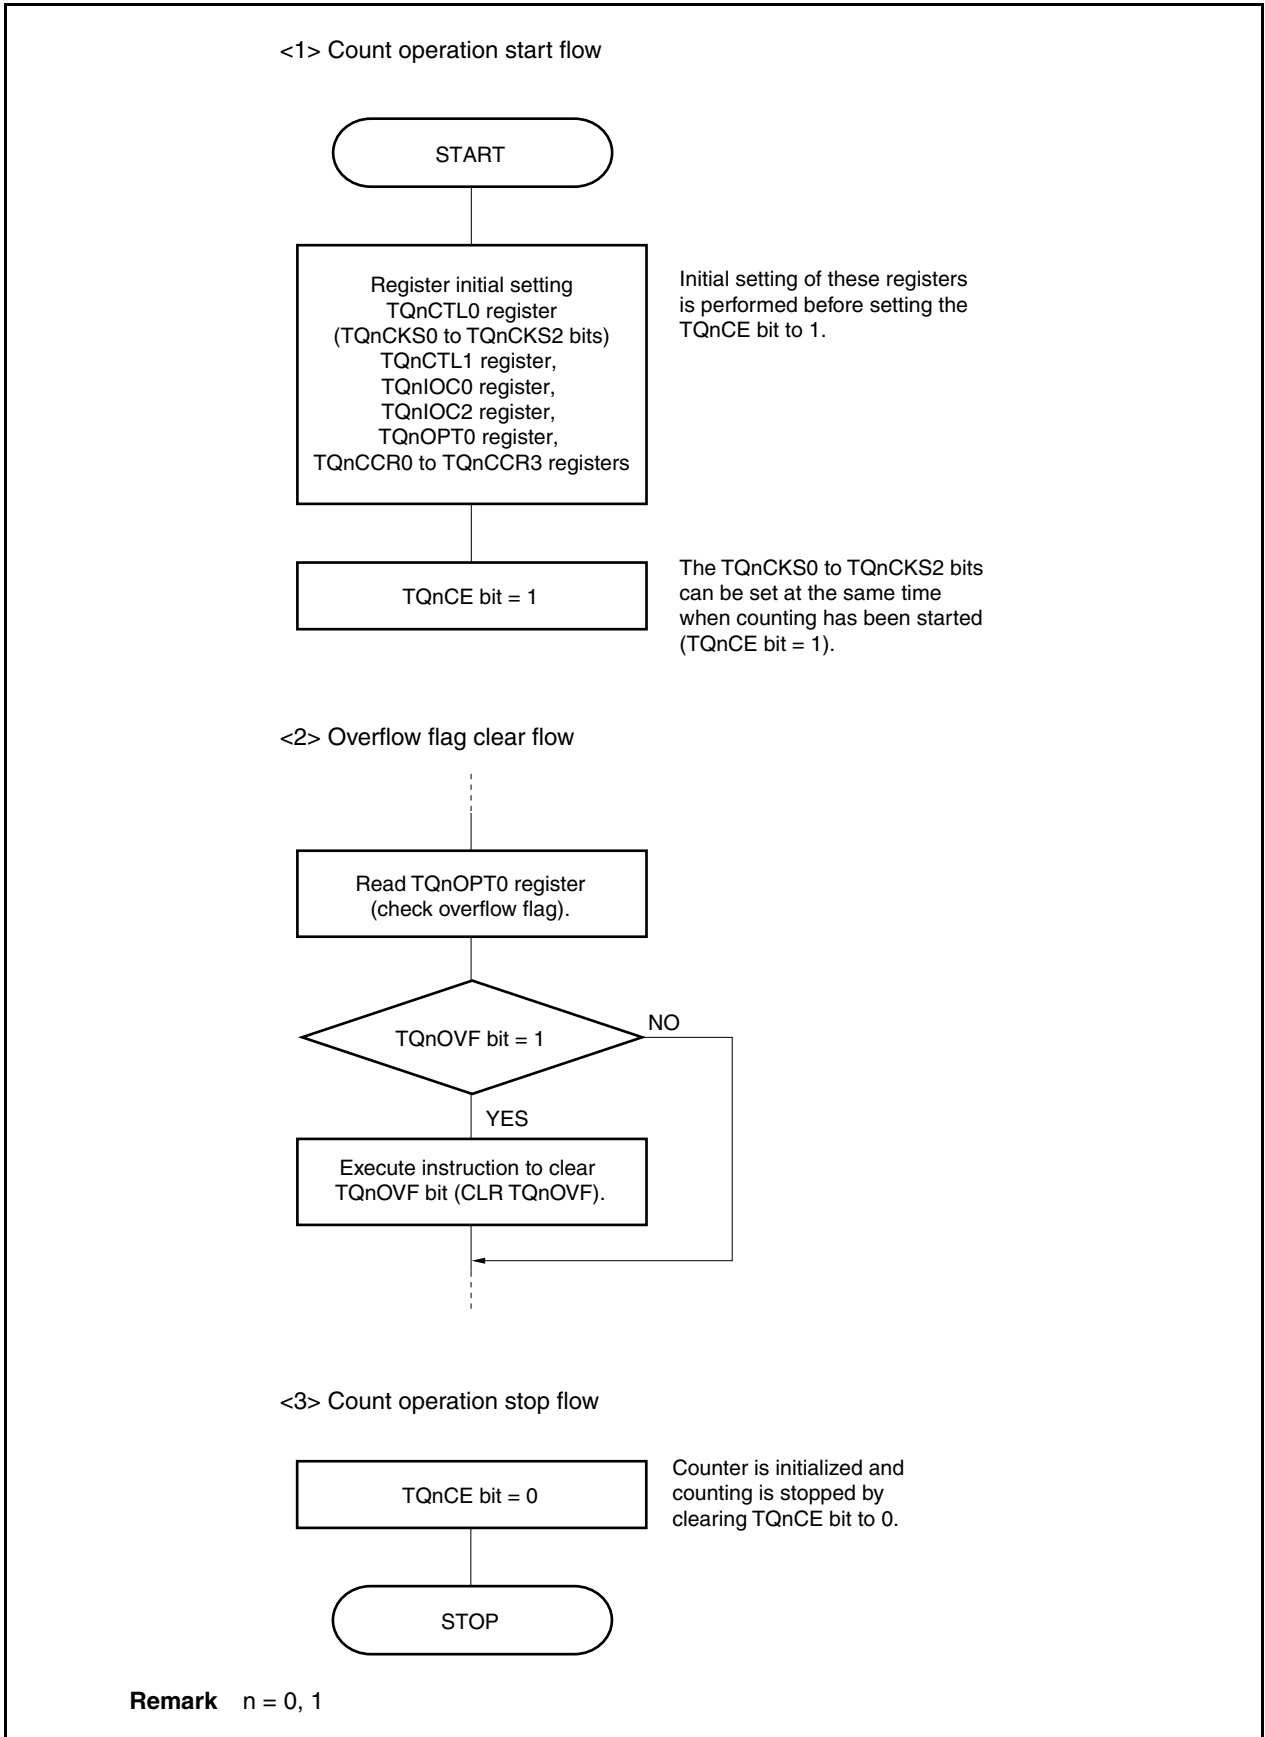 <1> Count operation start flow
START
Register initial setting
TQnCTL0 register
(TQnCKS0 to TQnCKS2 bits)
TQnCTL1 register,
TQnIOC0 register,
TQnIOC2 register,
TQnOPT0 register,
TQnCCR0 to TQnCCR3 registers
Initial setting of these registers
is performed before setting the
TQnCE bit to 1.
TQnCE bit = 1
The TQnCKS0 to TQnCKS2 bits
can be set at the same time
when counting has been started
(TQnCE bit = 1).
<2> Overflow flag clear flow
Read TQnOPT0 register
(check overflow flag).
TQnOVF bit = 1
NO
YES
Execute instruction to clear
TQnOVF bit (CLR TQnOVF).
<3> Count operation stop flow
TQnCE bit = 0
Counter is initialized and
counting is stopped by
clearing TQnCE bit to 0.
STOP
Remark n = 0, 1